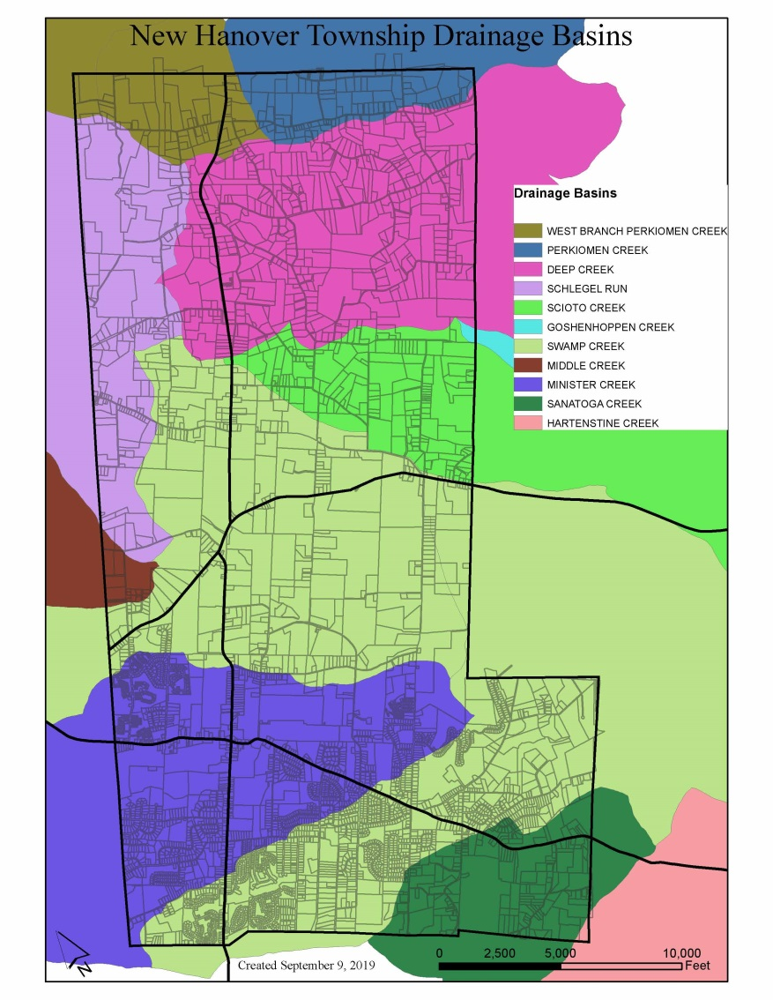 New Hanover Township Drainage Basins
Drainage Basins
WEST BRANCH PERKIOMEN CREEK
PERKIOMEN CREEK
DEEP CREEK
SCHLEGEL RUN
SCIOTO CREEK
GOSHENHOPPEN CREEK
SWAMP CREEK
MIDDLE CREEK
MINISTER CREEK
SANATOGA CREEK
HARTENSTINE CREEK
N
Created September 9, 2019
0 2,500 5,000 10,000
Feet